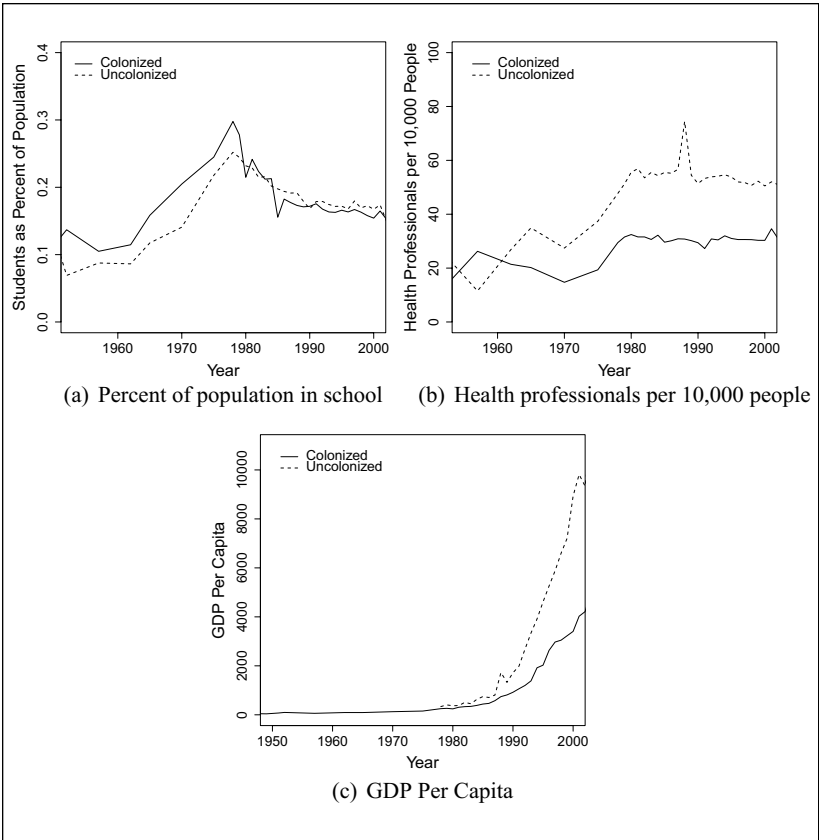 Students as Percent of Population
0.0
0.1
0.2
0.3
0.4
Colonized
Uncolonized
1960
1970
1980
1990
2000
Year
(a) Percent of population in school
Health Professionals per 10,000 People
0
20
40
60
80
100
Colonized
Uncolonized
1960
1970
1980
1990
2000
Year
(b) Health professionals per 10,000 people
GDP Per Capita
0
2000
4000
6000
8000
10000
Colonized
Uncolonized
1950
1960
1970
1980
1990
2000
Year
(c) GDP Per Capita